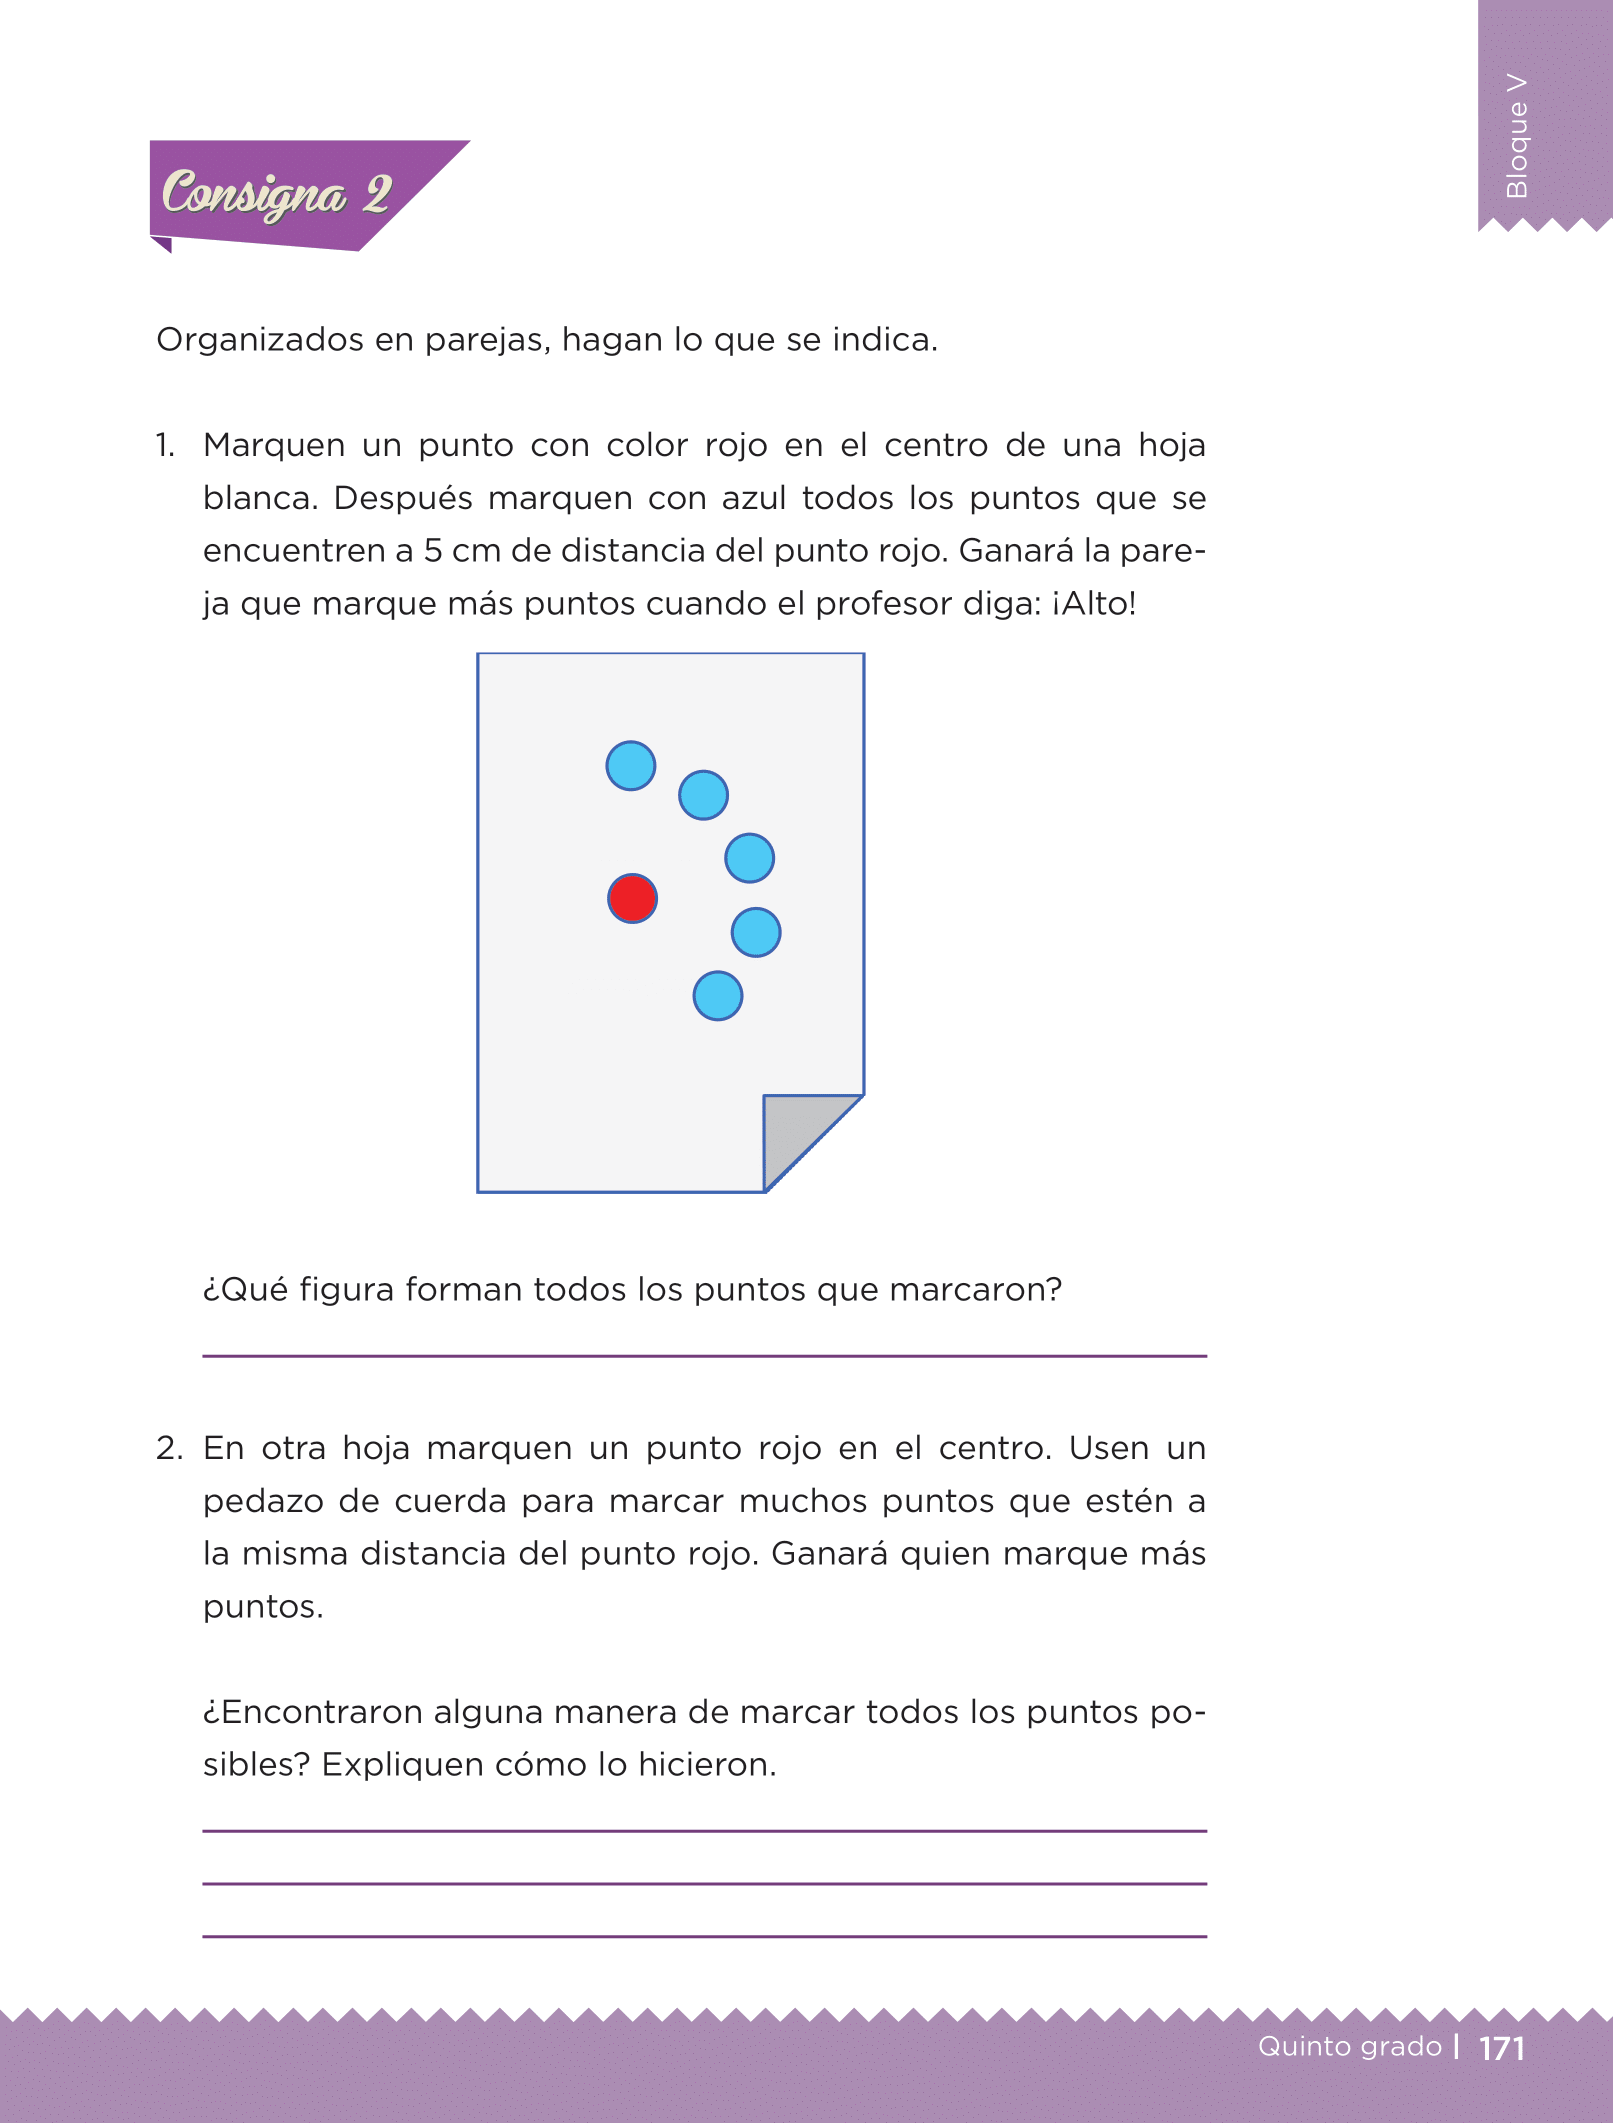 Bloque V
Consigna 2
Organizados en parejas, hagan lo que se indica.
1. Marquen un punto con color rojo en el centro de una hoja
blanca. Después marquen con azul todos los puntos que se
encuentren a 5 cm de distancia del punto rojo. Ganará la pare-
ja que marque más puntos cuando el profesor diga: ¡Alto!
¿Qué figura forman todos los puntos que marcaron?
2. En otra hoja marquen un punto rojo en el centro. Usen un
pedazo de cuerda para marcar muchos puntos que estén a
la misma distancia del punto rojo. Ganará quien marque más
puntos.
¿Encontraron alguna manera de marcar todos los puntos po-
sibles? Expliquen cómo lo hicieron.
Quinto grado | 171